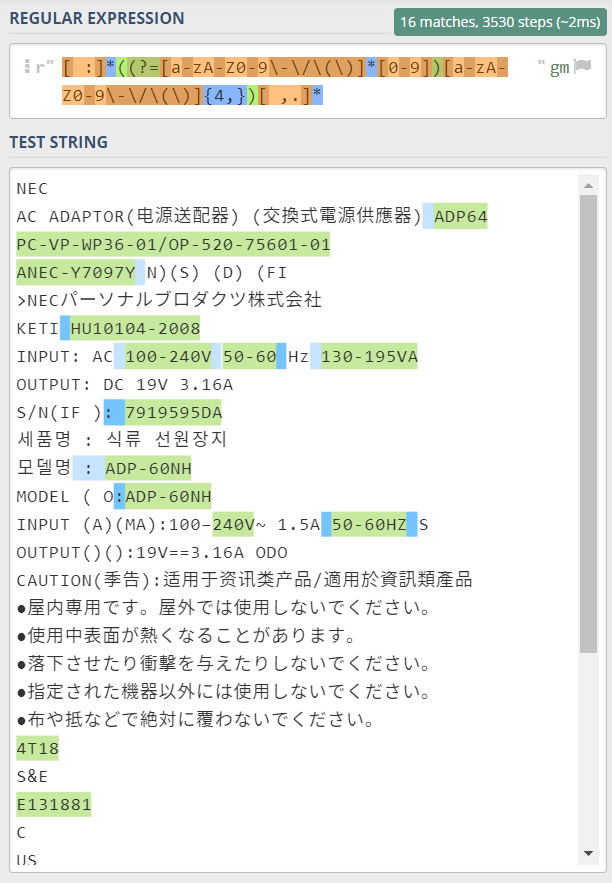 REGULAR EXPRESSION
16 matches, 3530 steps (~2ms)
r" [ :]*((?=[a-zA-Z0-9\-\/\(\)]*[0-9])[a-zA- " gm
Z0-9\-\/\(\)]{4,})[ ,.]*
TEST STRING
NEC
AC ADAPTOR(电源送配器) (交換式電源供應器) ADP64
PC-VP-WP36-01/OP-520-75601-01
ANEC-Y7097Y N)(S) (D) (FI
>NECパーソナルブロダクツ株式会社
KETI HU10104-2008
INPUT: AC 100-240V 50-60 Hz 130-195VA
OUTPUT: DC 19V 3.16A
S/N(IF ): 7919595DA
세품명 : 식류 선원장지
모델명 : ADP-60NH
MODEL ( O:ADP-60NH
INPUT (A)(MA):100–240V~ 1.5A 50-60HZ S
OUTPUT()():19V==3.16A ODO
CAUTION(季告):适用于资讯类产品/適用於資訊類產品
●屋内専用です。屋外では使用しないでください。
●使用中表面が熱くなることがあります。
●落下させたり衝撃を与えたりしないでください。
●指定された機器以外には使用しないでください。
●布や抵などで絶対に覆わないでください。
4T18
S&E
E131881
C
US